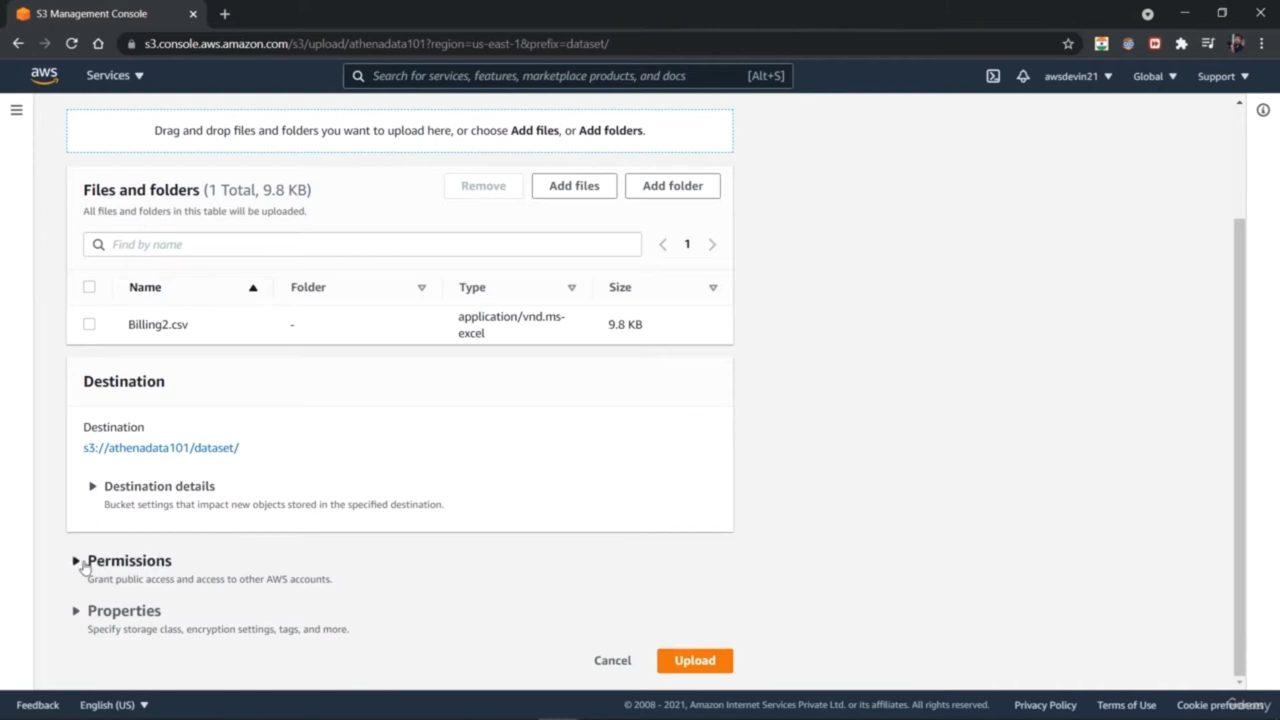 S3 Management Console
s3.console.aws.amazon.com/s3/upload/athenadata101?region=us-east-1&prefix=dataset/
aws Services Search for services, features, marketplace products, and docs [Alt+S] awsdevin21 Global Support
Drag and drop files and folders you want to upload here, or choose Add files, or Add folders.
Files and folders (1 Total, 9.8 KB) Remove Add files Add folder
All files and folders in this table will be uploaded.
Find by name 1
Name Folder Type Size
Billing2.csv - application/vnd.ms-excel 9.8 KB
Destination
Destination
s3://athenadata101/dataset/
Destination details
Bucket settings that impact new objects stored in the specified destination.
Permissions
Grant public access and access to other AWS accounts.
Properties
Specify storage class, encryption settings, tags, and more.
Cancel Upload
Feedback English (US) © 2008 - 2021, Amazon Internet Services Private Ltd. or its affiliates. All rights reserved. Privacy Policy Terms of Use Cookie preferences
Udemy